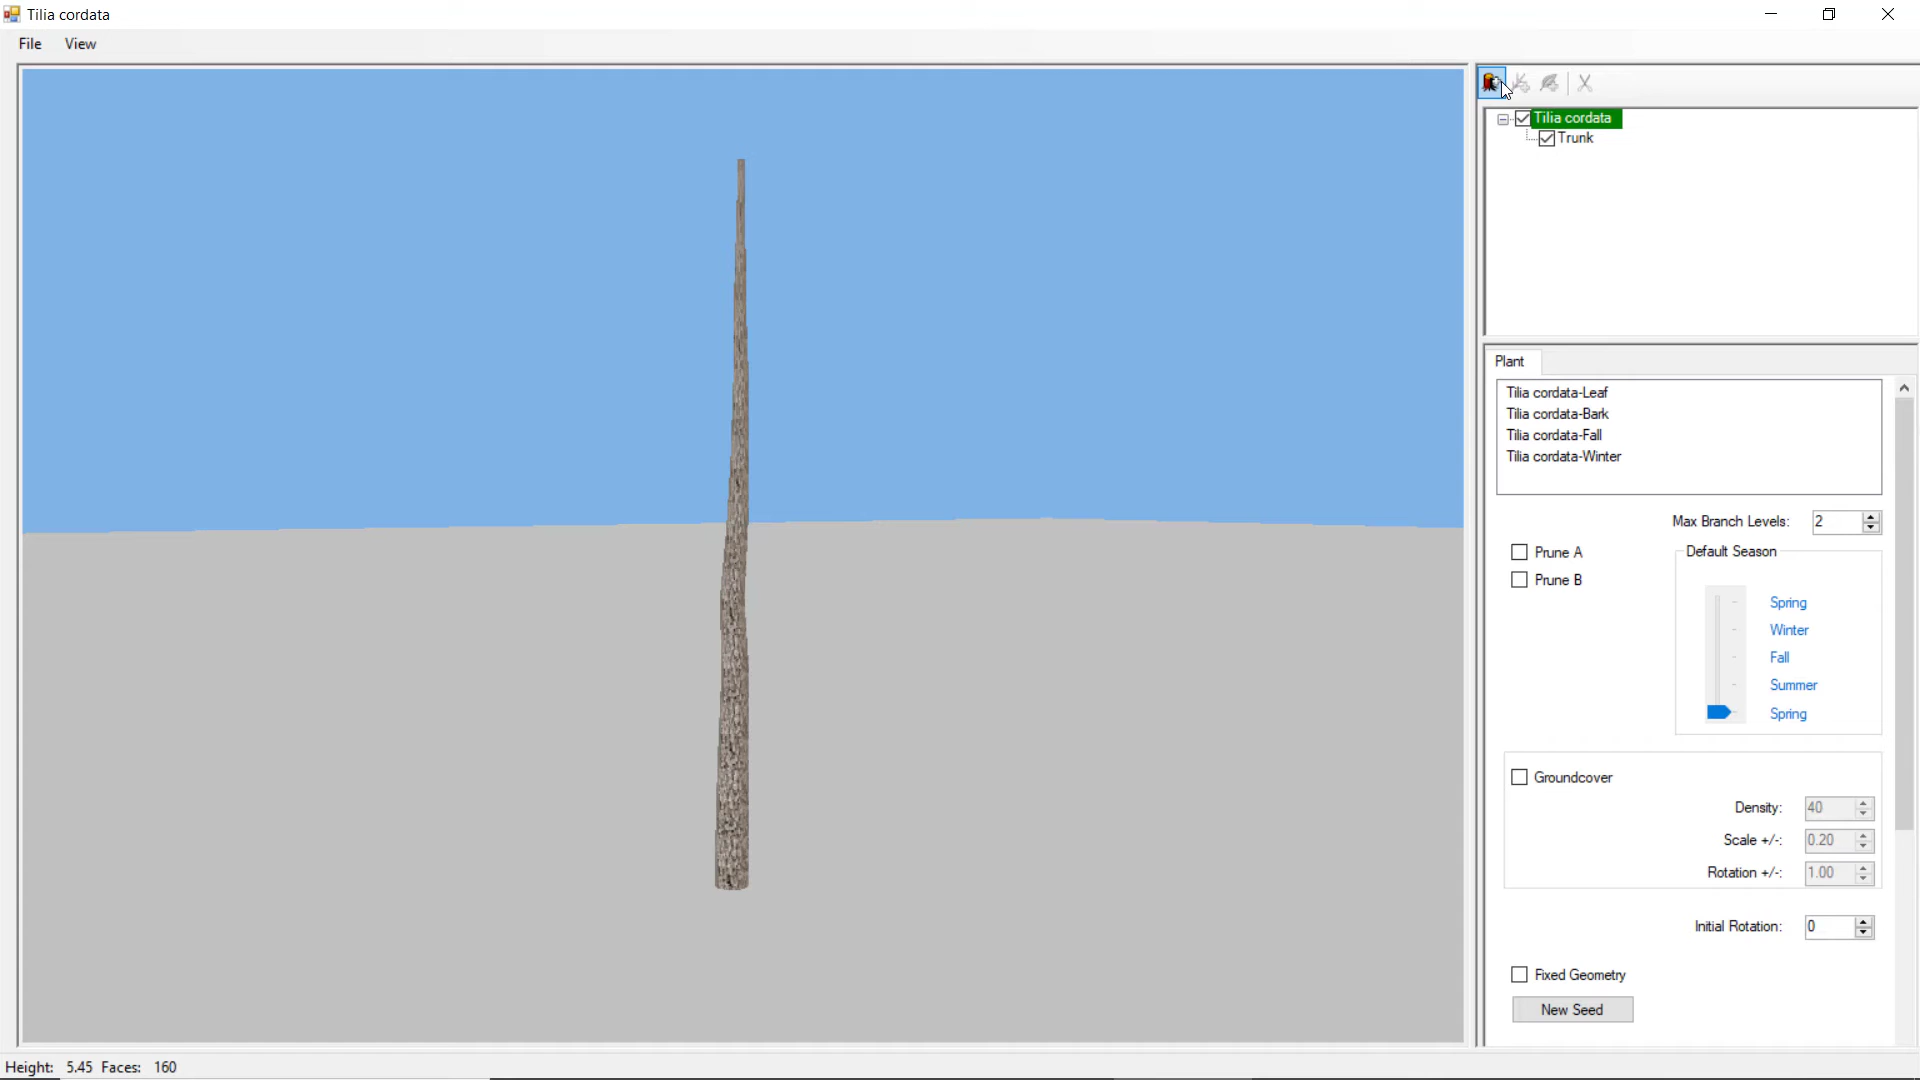 Tilia cordata
File View
Tilia cordata
Trunk
Plant
Tilia cordata-Leaf
Tilia cordata-Bark
Tilia cordata-Fall
Tilia cordata-Winter
Max Branch Levels: 2
Prune A
Default Season
Prune B
Spring
Winter
Fall
Summer
Spring
Groundcover
Density: 40
Scale +/-: 0.20
Rotation +/-: 1.00
Initial Rotation: 0
Fixed Geometry
New Seed
Height: 5.45 Faces: 160